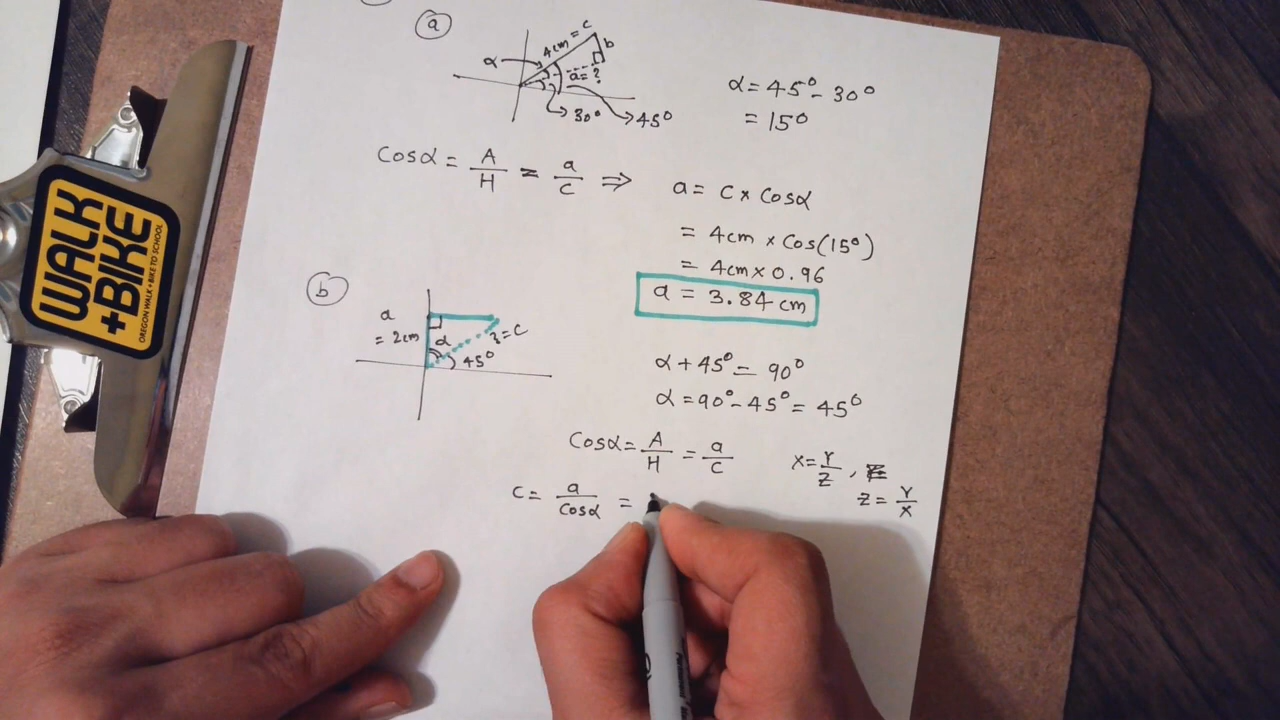 WALK
+BIKE
OREGON WALK + BIKE TO SCHOOL
a
4cm = c
b
α
a = ?
30°
45°
α = 45° - 30°
= 15°
Cosα = A/H = a/C ⇒
a = C × Cosα
= 4cm × Cos(15°)
= 4cm × 0.96
a = 3.84 cm
b
a
= 2cm
α
? = C
45°
α + 45° = 90°
α = 90° - 45° = 45°
Cosα = A/H = a/C
X = Y/Z ,
Z = Y/X
C = a/Cosα =